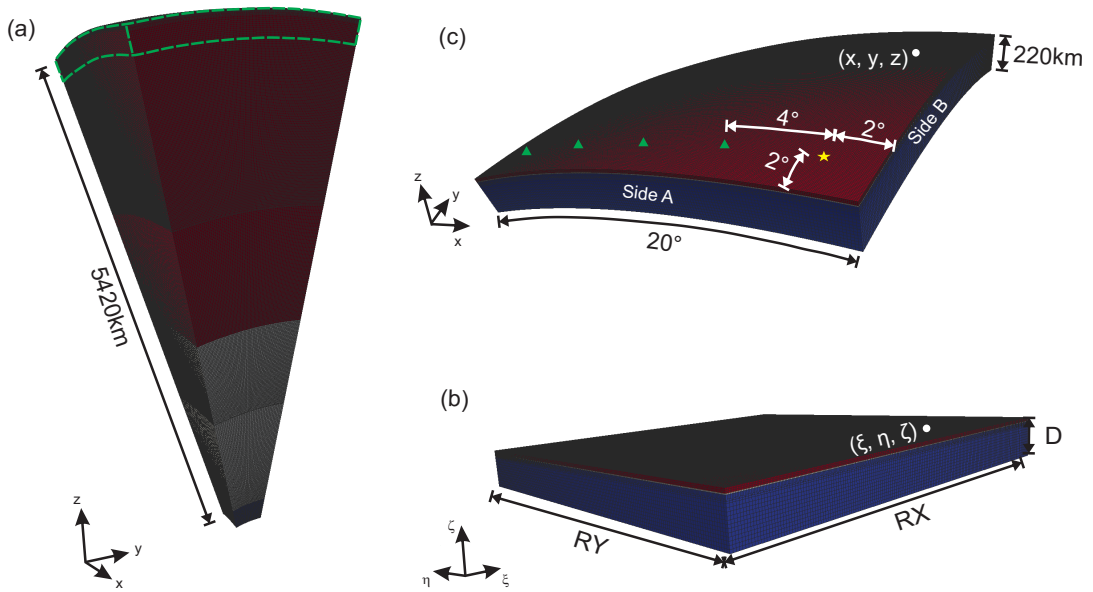 (a)
5420km
z
y
x
(c)
(x, y, z)
220km
4°
2°
2°
Side B
Side A
z
y
x
20°
(b)
(ξ, η, ζ)
D
RY
RX
ζ
η
ξ